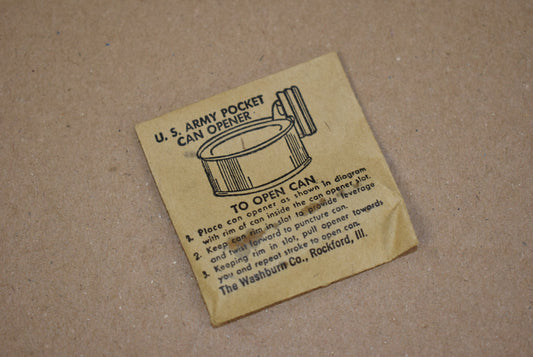 U. S. ARMY POCKET
CAN OPENER
TO OPEN CAN
1. Place can opener as shown in diagram
with rim of can inside the can opener slot.
2. Keep can rim in slot to provide leverage
and twist forward to puncture can.
3. Keeping rim in slot, pull opener towards
you and repeat stroke to open can.
The Washburn Co., Rockford, Ill.